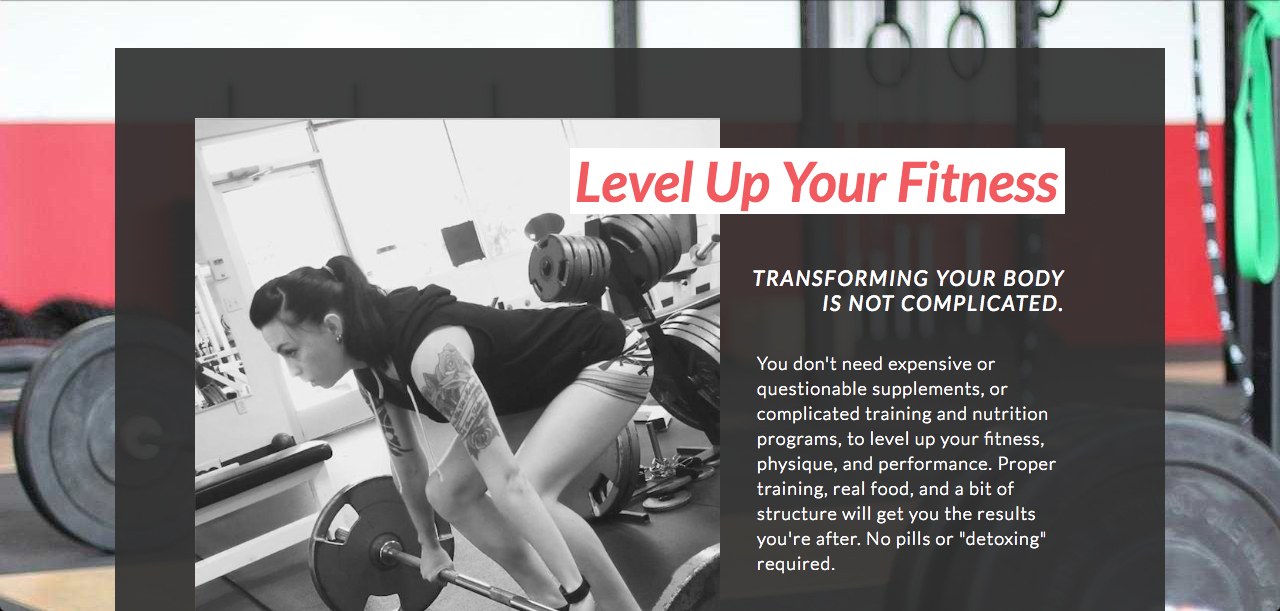 Level Up Your Fitness
TRANSFORMING YOUR BODY
IS NOT COMPLICATED.
You don't need expensive or
questionable supplements, or
complicated training and nutrition
programs, to level up your fitness,
physique, and performance. Proper
training, real food, and a bit of
structure will get you the results
you're after. No pills or "detoxing"
required.